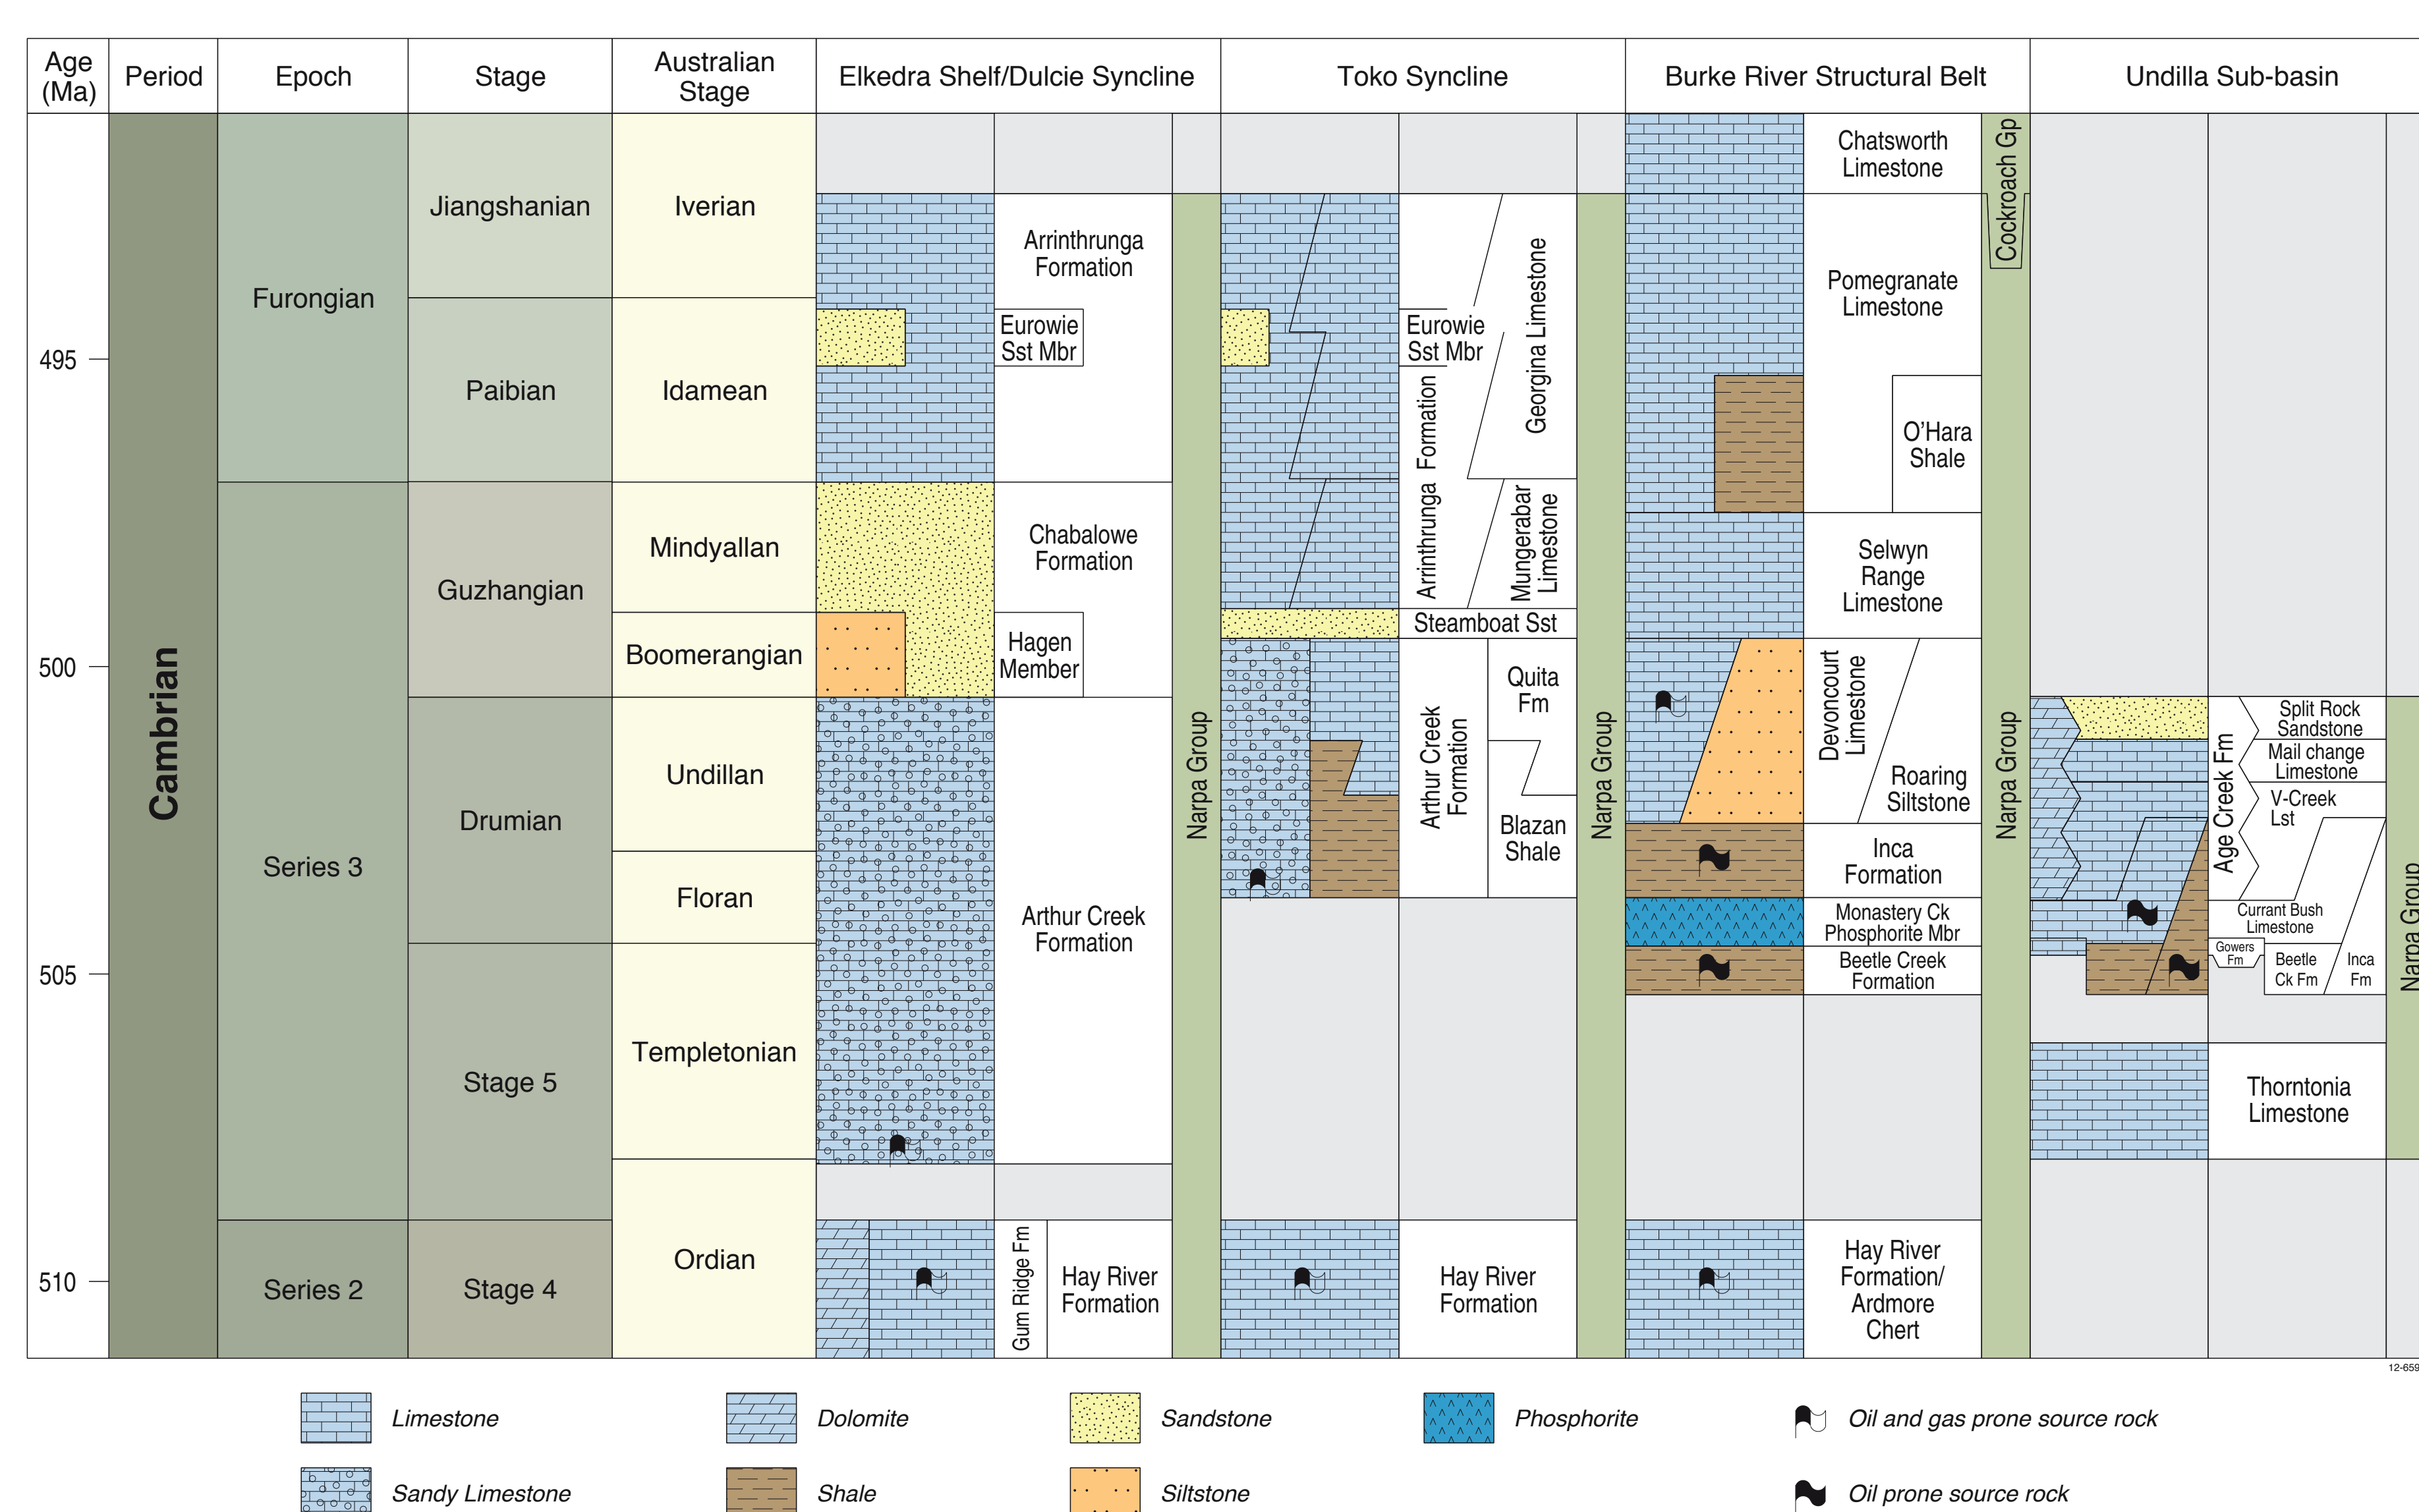 Age
(Ma)
Period
Epoch
Stage
Australian
Stage
Elkedra Shelf/Dulcie Syncline
Toko Syncline
Burke River Structural Belt
Undilla Sub-basin
495
500
505
510
Cambrian
Furongian
Series 3
Series 2
Jiangshanian
Paibian
Guzhangian
Drumian
Stage 5
Stage 4
Iverian
Idamean
Mindyallan
Boomerangian
Undillan
Floran
Templetonian
Ordian
Arrinthrunga
Formation
Eurowie
Sst Mbr
Chabalowe
Formation
Hagen
Member
Arthur Creek
Formation
Gum Ridge Fm
Hay River
Formation
Narpa Group
Eurowie
Sst Mbr
Arrinthrunga Formation
Georgina Limestone
Mungerabar
Limestone
Steamboat Sst
Arthur Creek
Formation
Quita
Fm
Blazan
Shale
Hay River
Formation
Narpa Group
Chatsworth
Limestone
Pomegranate
Limestone
O'Hara
Shale
Selwyn
Range
Limestone
Devoncourt
Limestone
Roaring
Siltstone
Inca
Formation
Monastery Ck
Phosphorite Mbr
Beetle Creek
Formation
Hay River
Formation/
Ardmore
Chert
Cockroach Gp
Narpa Group
Age Creek Fm
Split Rock
Sandstone
Mail change
Limestone
V-Creek
Lst
Currant Bush
Limestone
Gowers
Fm
Beetle
Ck Fm
Inca
Fm
Thorntonia
Limestone
Narpa Group
12-659
Limestone
Dolomite
Sandstone
Phosphorite
Oil and gas prone source rock
Sandy Limestone
Shale
Siltstone
Oil prone source rock